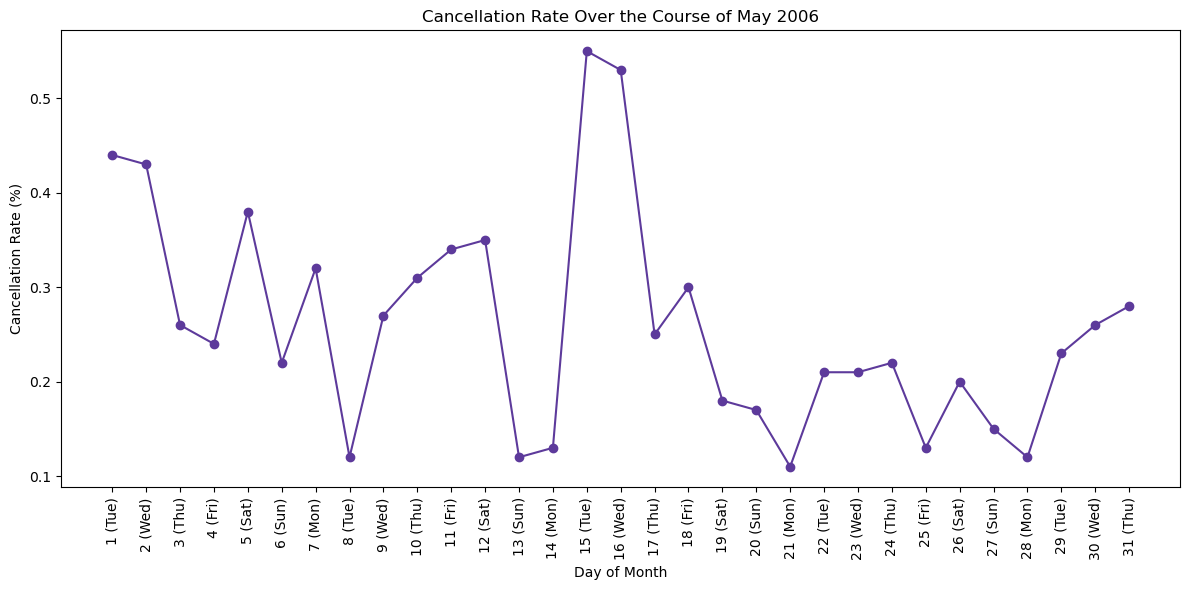 Cancellation Rate Over the Course of May 2006
Cancellation Rate (%)
0.5
0.4
0.3
0.2
0.1
1 (Tue)
2 (Wed)
3 (Thu)
4 (Fri)
5 (Sat)
6 (Sun)
7 (Mon)
8 (Tue)
9 (Wed)
10 (Thu)
11 (Fri)
12 (Sat)
13 (Sun)
14 (Mon)
15 (Tue)
16 (Wed)
17 (Thu)
18 (Fri)
19 (Sat)
20 (Sun)
21 (Mon)
22 (Tue)
23 (Wed)
24 (Thu)
25 (Fri)
26 (Sat)
27 (Sun)
28 (Mon)
29 (Tue)
30 (Wed)
31 (Thu)
Day of Month